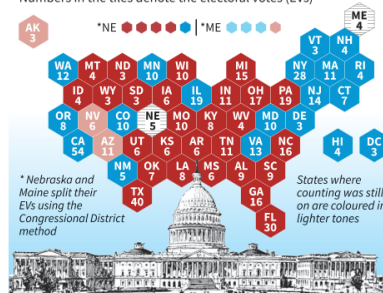 Numbers in the tiles denote the electoral votes (EVs)
ME
4
AK
3
*NE
*ME
VT
3
NH
4
WA
12
MT
4
ND
3
MN
10
WI
10
MI
15
NY
28
MA
11
RI
4
ID
4
WY
3
SD
3
IA
6
IL
19
IN
11
OH
17
PA
19
NJ
14
CT
7
OR
8
NV
6
CO
10
NE
5
MO
10
KY
8
WV
4
MD
10
DE
3
CA
54
AZ
11
UT
6
KS
6
AR
6
TN
11
VA
13
NC
16
HI
4
DC
3
NM
5
OK
7
LA
8
MS
6
AL
9
SC
9
TX
40
GA
16
FL
30
* Nebraska and
Maine split their
EVs using the
Congressional District
method
States where
counting was still
on are coloured in
lighter tones